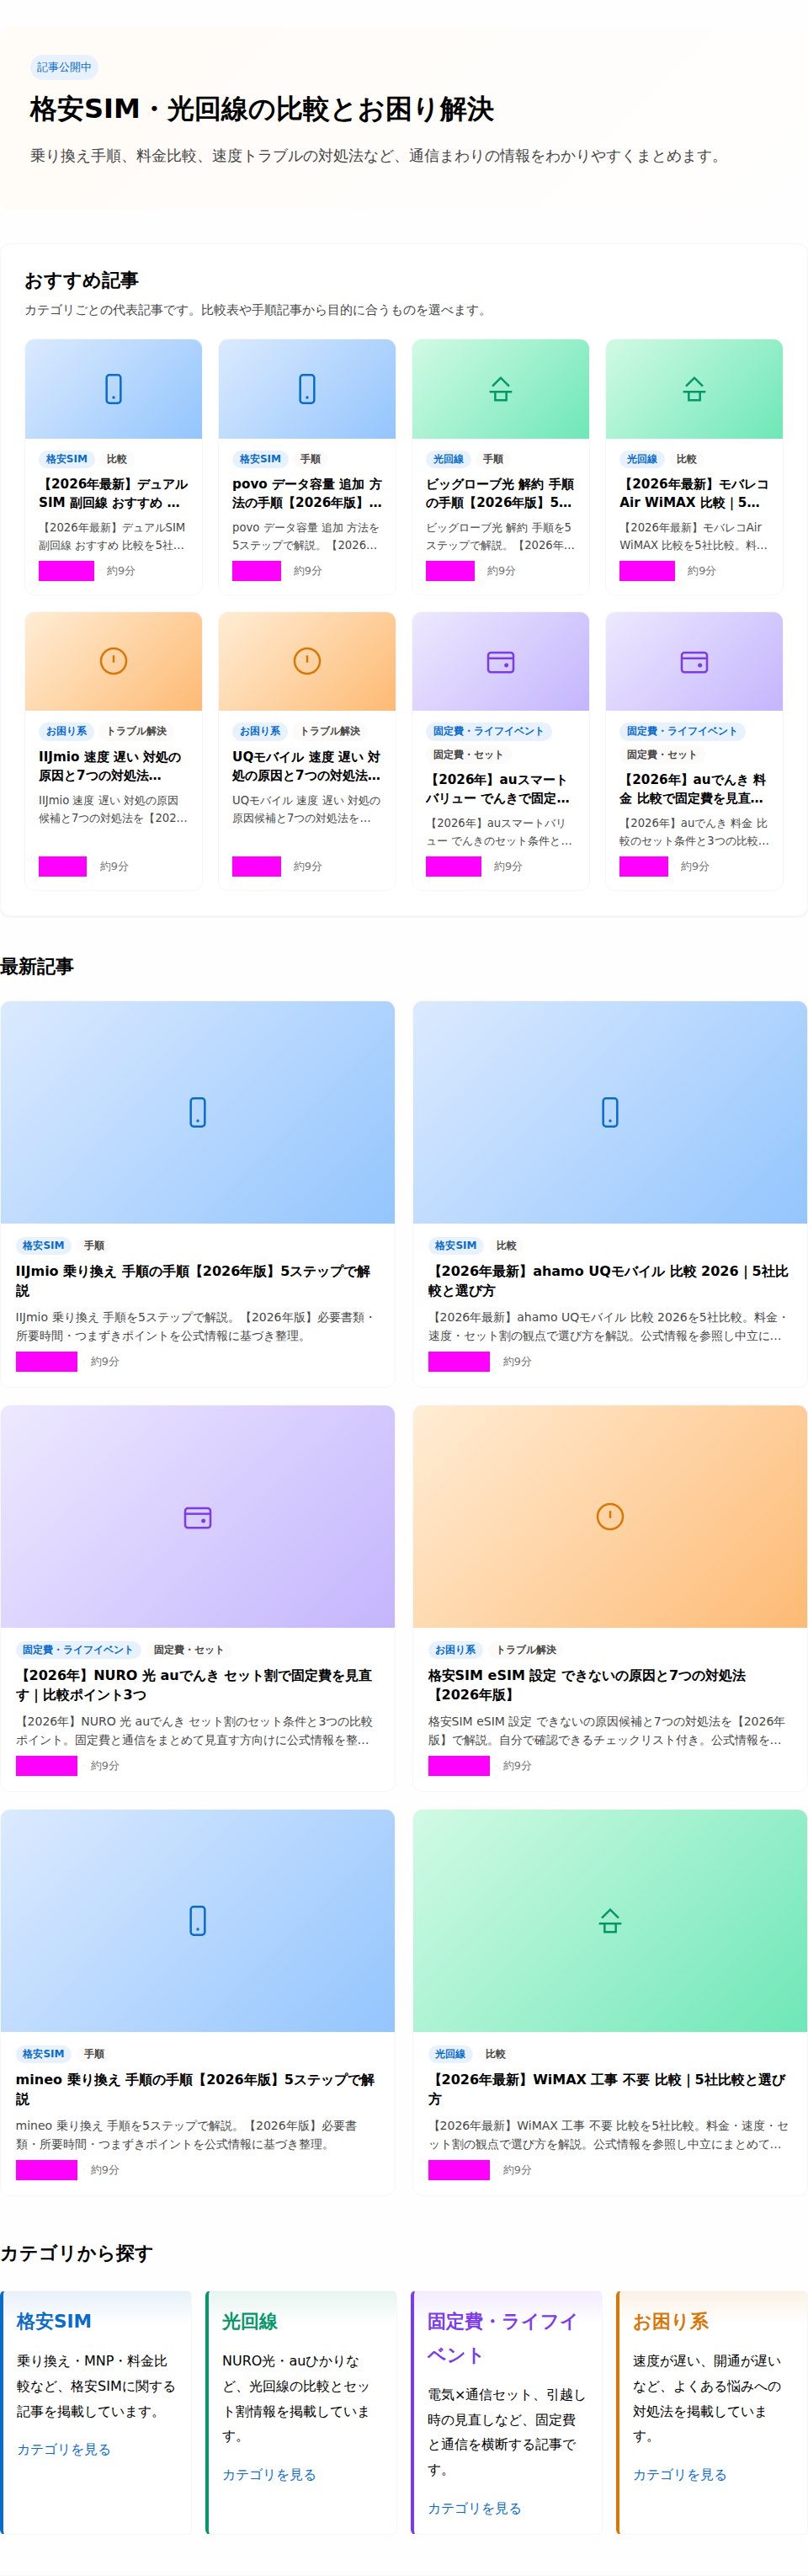 記事公開中
格安SIM・光回線の比較とお困り解決
乗り換え手順、料金比較、速度トラブルの対処法など、通信まわりの情報をわかりやすくまとめます。
おすすめ記事
カテゴリごとの代表記事です。比較表や手順記事から目的に合うものを選べます。
格安SIM 比較
【2026年最新】デュアル
SIM 副回線 おすすめ …
【2026年最新】デュアルSIM
副回線 おすすめ 比較を5社…
約9分
格安SIM 手順
povo データ容量 追加 方
法の手順【2026年版】…
povo データ容量 追加 方法を
5ステップで解説。【2026…
約9分
光回線 手順
ビッグローブ光 解約 手順
の手順【2026年版】5…
ビッグローブ光 解約 手順を5
ステップで解説。【2026年…
約9分
光回線 比較
【2026年最新】モバレコ
Air WiMAX 比較｜5…
【2026年最新】モバレコAir
WiMAX 比較を5社比較。料…
約9分
お困り系 トラブル解決
IIJmio 速度 遅い 対処の
原因と7つの対処法…
IIJmio 速度 遅い 対処の原因
候補と7つの対処法を【202…
約9分
お困り系 トラブル解決
UQモバイル 速度 遅い 対
処の原因と7つの対処法…
UQモバイル 速度 遅い 対処の
原因候補と7つの対処法を…
約9分
固定費・ライフイベント
固定費・セット
【2026年】auスマート
バリュー でんきで固定…
【2026年】auスマートバリ
ュー でんきのセット条件と…
約9分
固定費・ライフイベント
固定費・セット
【2026年】auでんき 料
金 比較で固定費を見直…
【2026年】auでんき 料金 比
較のセット条件と3つの比較…
約9分
最新記事
格安SIM 手順
IIJmio 乗り換え 手順の手順【2026年版】5ステップで解
説
IIJmio 乗り換え 手順を5ステップで解説。【2026年版】必要書類・
所要時間・つまずきポイントを公式情報に基づき整理。
約9分
格安SIM 比較
【2026年最新】ahamo UQモバイル 比較 2026｜5社比
較と選び方
【2026年最新】ahamo UQモバイル 比較 2026を5社比較。料金・
速度・セット割の観点で選び方を解説。公式情報を参照し中立に…
約9分
固定費・ライフイベント 固定費・セット
【2026年】NURO 光 auでんき セット割で固定費を見直
す｜比較ポイント3つ
【2026年】NURO 光 auでんき セット割のセット条件と3つの比較
ポイント。固定費と通信をまとめて見直す方向けに公式情報を整…
約9分
お困り系 トラブル解決
格安SIM eSIM 設定 できないの原因と7つの対処法
【2026年版】
格安SIM eSIM 設定 できないの原因候補と7つの対処法を【2026年
版】で解説。自分で確認できるチェックリスト付き。公式情報を…
約9分
格安SIM 手順
mineo 乗り換え 手順の手順【2026年版】5ステップで解
説
mineo 乗り換え 手順を5ステップで解説。【2026年版】必要書
類・所要時間・つまずきポイントを公式情報に基づき整理。
約9分
光回線 比較
【2026年最新】WiMAX 工事 不要 比較｜5社比較と選び
方
【2026年最新】WiMAX 工事 不要 比較を5社比較。料金・速度・セ
ット割の観点で選び方を解説。公式情報を参照し中立にまとめて…
約9分
カテゴリから探す
格安SIM
乗り換え・MNP・料金比
較など、格安SIMに関する
記事を掲載しています。
カテゴリを見る
光回線
NURO光・auひかりな
ど、光回線の比較とセッ
ト割情報を掲載していま
す。
カテゴリを見る
固定費・ライフイ
ベント
電気×通信セット、引越し
時の見直しなど、固定費
と通信を横断する記事で
す。
カテゴリを見る
お困り系
速度が遅い、開通が遅い
など、よくある悩みへの
対処法を掲載していま
す。
カテゴリを見る